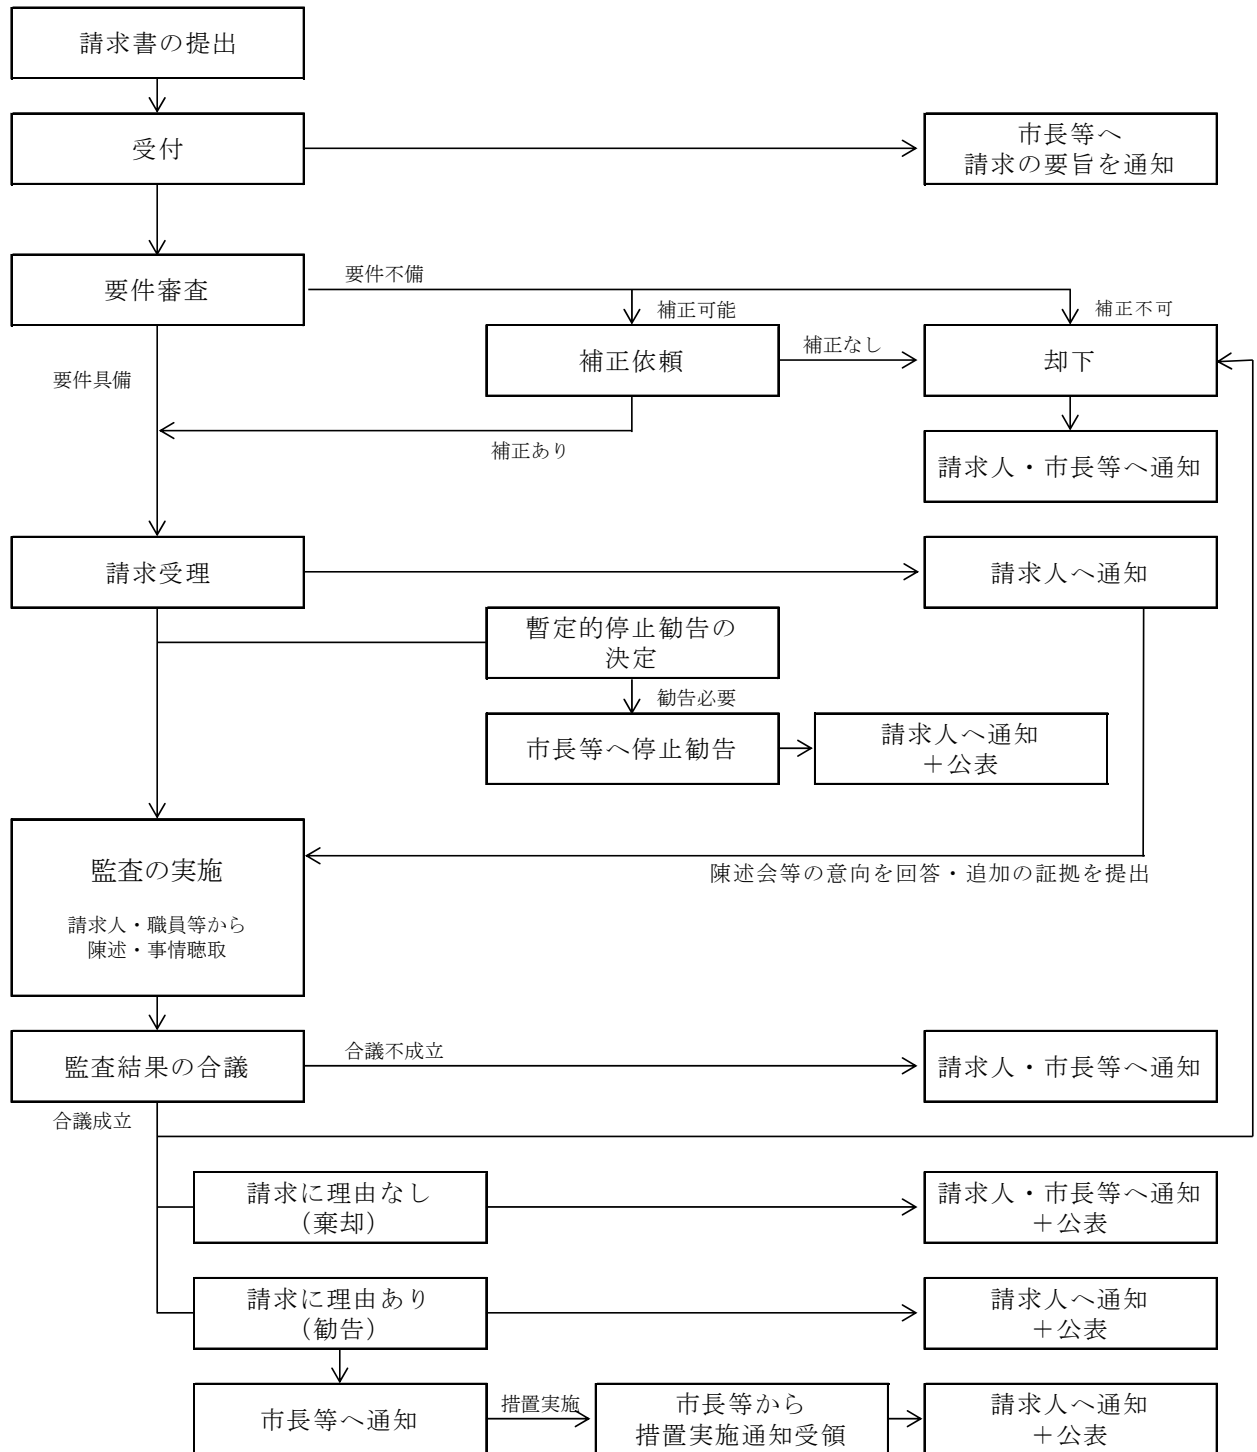 請求書の提出
受付
市長等へ
請求の要旨を通知
要件審査
要件不備
補正可能
補正不可
補正依頼
補正なし
却下
要件具備
補正あり
請求人・市長等へ通知
請求受理
請求人へ通知
暫定的停止勧告の
決定
勧告必要
市長等へ停止勧告
請求人へ通知
+公表
監査の実施
請求人・職員等から
陳述・事情聴取
陳述会等の意向を回答・追加の証拠を提出
監査結果の合議
合議不成立
請求人・市長等へ通知
合議成立
請求に理由なし
(棄却)
請求人・市長等へ通知
+公表
請求に理由あり
(勧告)
請求人へ通知
+公表
市長等へ通知
措置実施
市長等から
措置実施通知受領
請求人へ通知
+公表